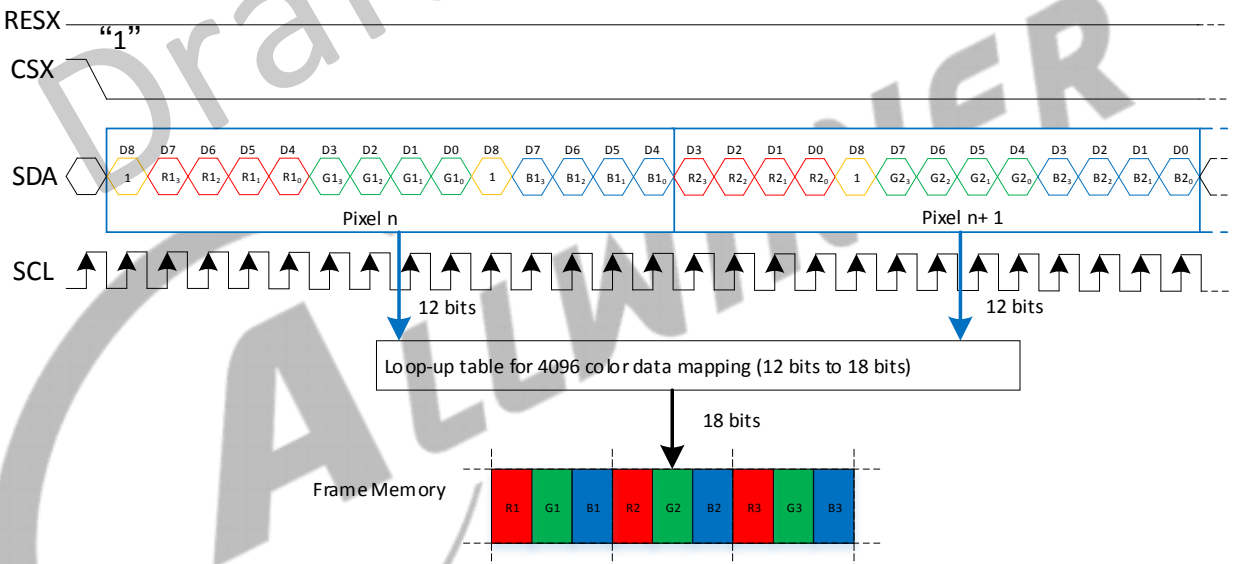 RESX
“1”
CSX
D8 D7 D6 D5 D4 D3 D2 D1 D0 D8 D7 D6 D5 D4 D3 D2 D1 D0 D8 D7 D6 D5 D4 D3 D2 D1 D0
SDA 1 R1₃ R1₂ R1₁ R1₀ G1₃ G1₂ G1₁ G1₀ 1 B1₃ B1₂ B1₁ B1₀ R2₃ R2₂ R2₁ R2₀ 1 G2₃ G2₂ G2₁ G2₀ B2₃ B2₂ B2₁ B2₀
Pixel n Pixel n+ 1
SCL
12 bits 12 bits
Loop-up table for 4096 color data mapping (12 bits to 18 bits)
18 bits
Frame Memory
R1 G1 B1 R2 G2 B2 R3 G3 B3
ALLWINNER